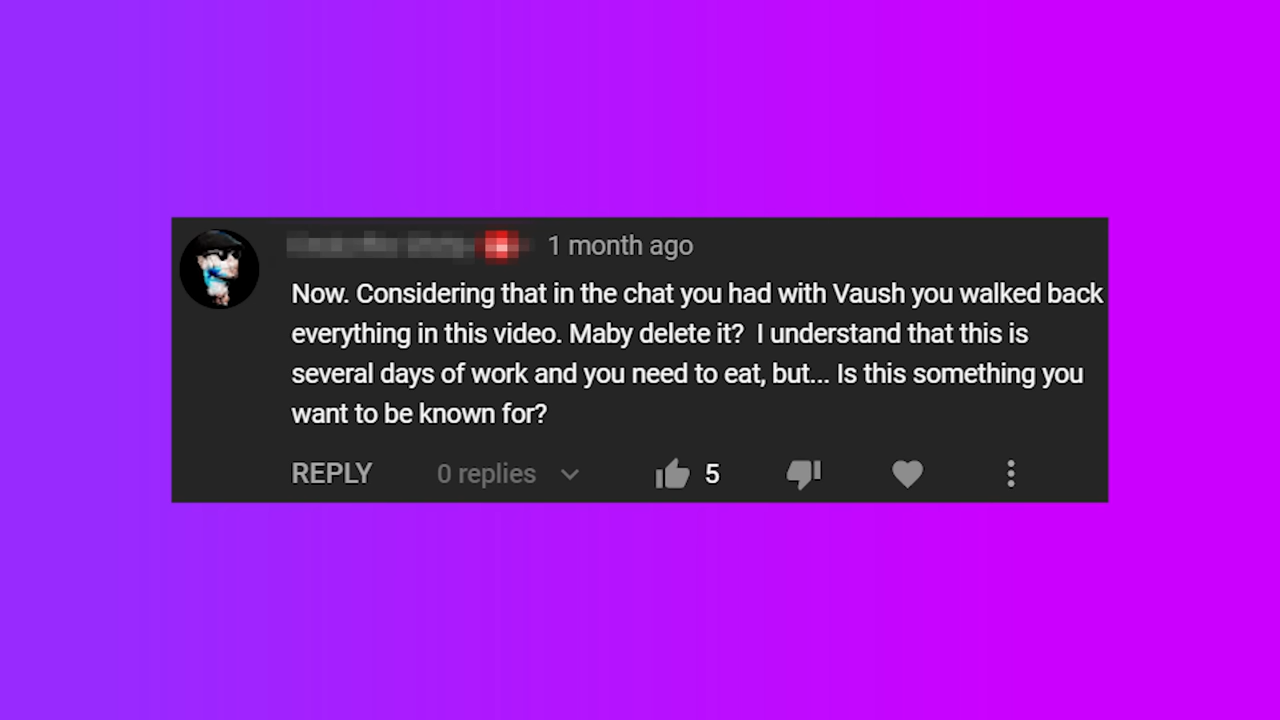 1 month ago
Now. Considering that in the chat you had with Vaush you walked back
everything in this video. Maby delete it?  I understand that this is
several days of work and you need to eat, but... Is this something you
want to be known for?
REPLY 0 replies 5